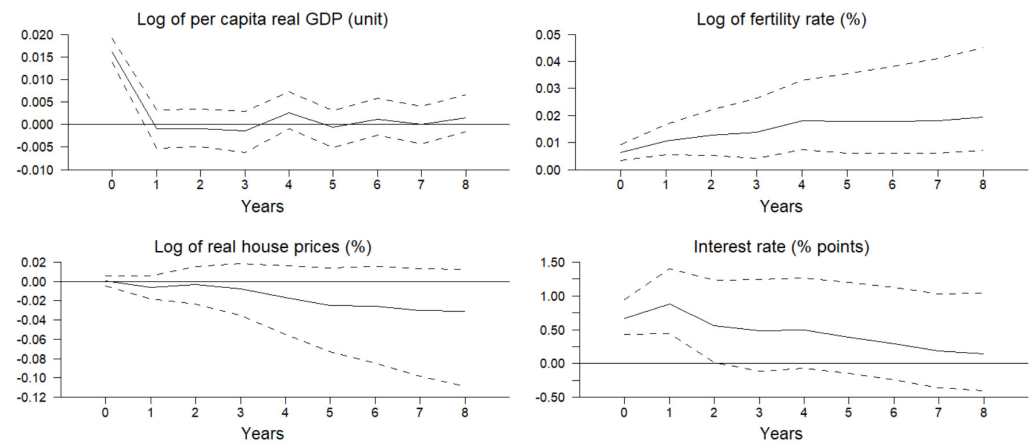 Log of per capita real GDP (unit)
0.020
0.015
0.010
0.005
0.000
-0.005
-0.010
0 1 2 3 4 5 6 7 8
Years
Log of fertility rate (%)
0.05
0.04
0.03
0.02
0.01
0.00
0 1 2 3 4 5 6 7 8
Years
Log of real house prices (%)
0.02
0.00
-0.02
-0.04
-0.06
-0.08
-0.10
-0.12
0 1 2 3 4 5 6 7 8
Years
Interest rate (% points)
1.50
1.00
0.50
0.00
-0.50
0 1 2 3 4 5 6 7 8
Years